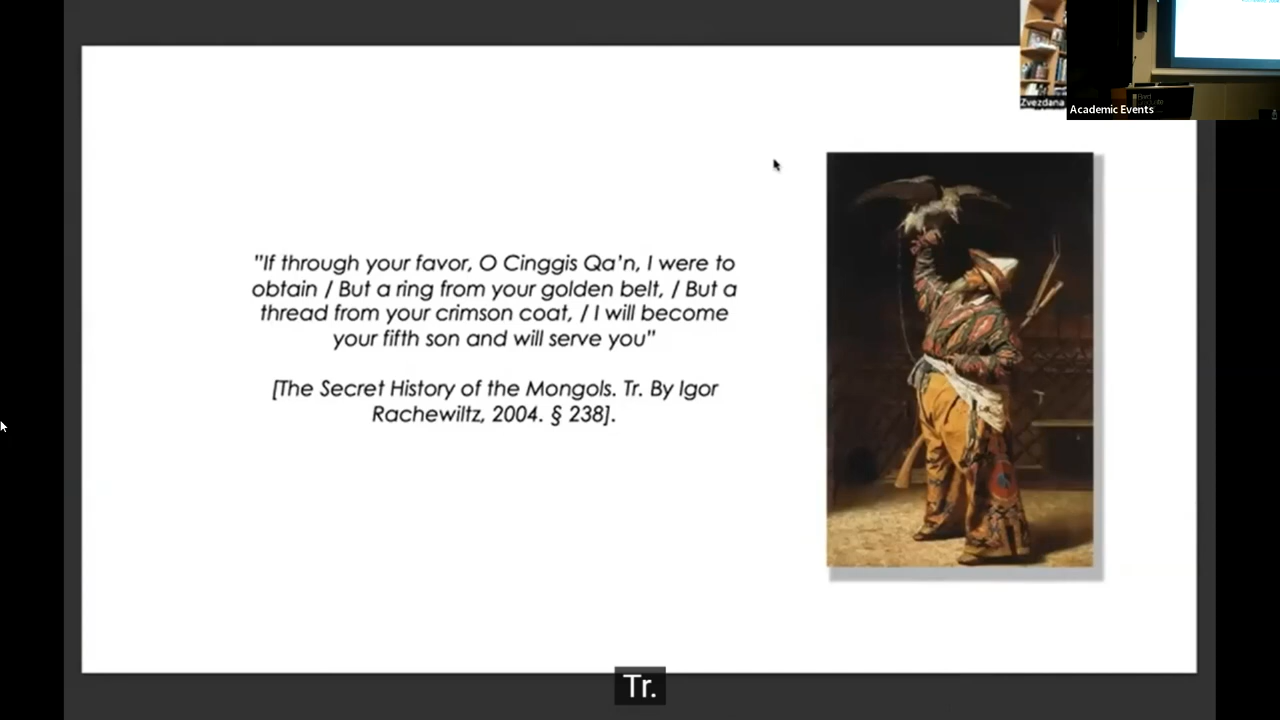 Zvezdana
Academic Events
"If through your favor, O Cinggis Qa'n, I were to
obtain / But a ring from your golden belt, / But a
thread from your crimson coat, / I will become
your fifth son and will serve you"
[The Secret History of the Mongols. Tr. By Igor
Rachewiltz, 2004. § 238].
Tr.